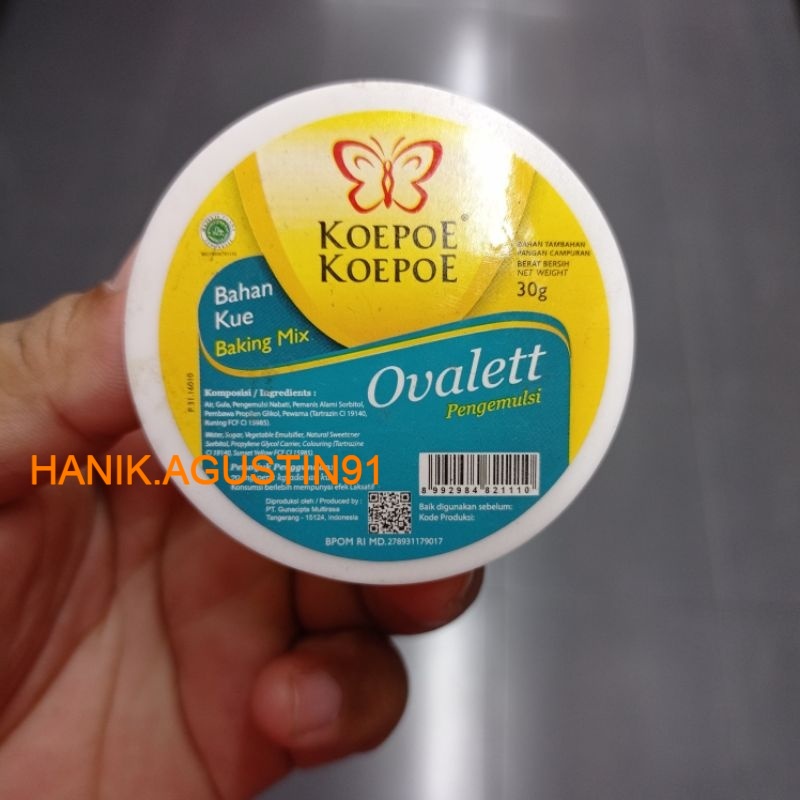 KOEPOE®
KOEPOE
BAHAN TAMBAHAN
PANGAN CAMPURAN
BERAT BERSIH
NET WEIGHT
30g
Bahan
Kue
Baking Mix
Ovalett
Pengemulsi
P.31.16010
Komposisi / Ingredients :
Air, Gula, Pengemulsi Nabati, Pemanis Alami Sorbitol,
Pembawa Propilen Glikol, Pewarna (Tartrazin CI 19140,
Kuning FCF CI 15985).
Water, Sugar, Vegetable Emulsifier, Natural Sweetener
Sorbitol, Propylene Glycol Carrier, Colouring (Tartrazine
CI 19140, Sunset Yellow FCF CI 15985)
HANIK.AGUSTIN91
Konsumsi berlebih mempunyai efek Laksatif
8 992984 821110
Diproduksi oleh / Produced by :
PT. Gunacipta Multirasa
Tangerang - 15124, Indonesia
Baik digunakan sebelum:
Kode Produksi:
BPOM RI MD. 278931179017